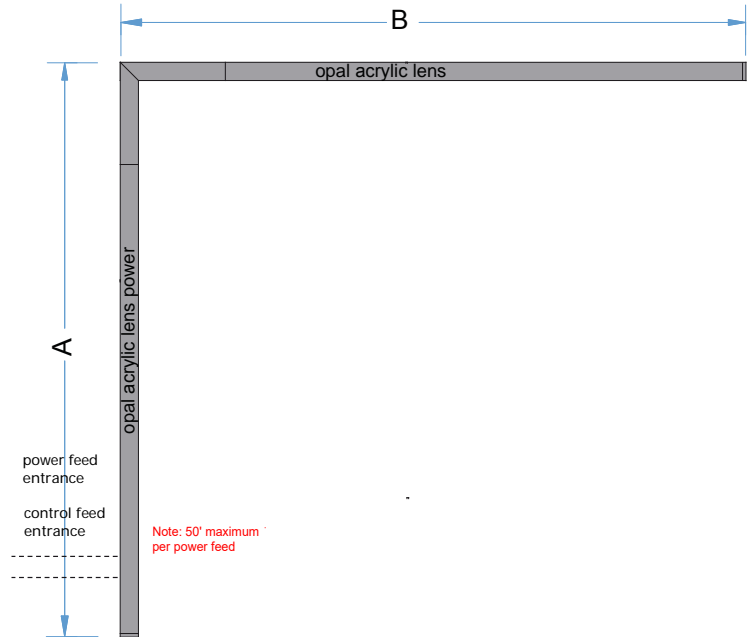 B
opal acrylic lens
opal acrylic lens power
A
power feed
entrance
control feed
entrance
Note: 50' maximum
per power feed